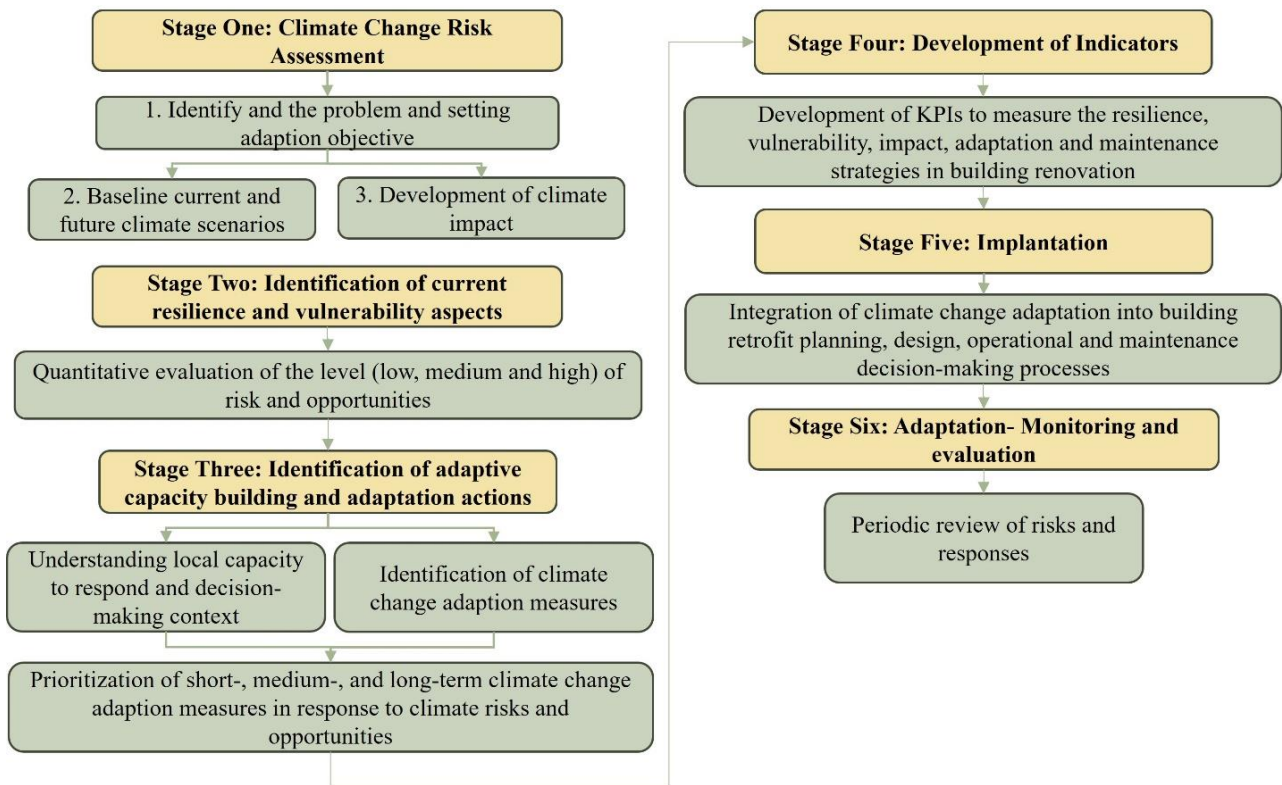 Stage One: Climate Change Risk
Assessment
1. Identify and the problem and setting
adaption objective
2. Baseline current and
future climate scenarios
3. Development of climate
impact
Stage Two: Identification of current
resilience and vulnerability aspects
Quantitative evaluation of the level (low, medium and high) of
risk and opportunities
Stage Three: Identification of adaptive
capacity building and adaptation actions
Understanding local capacity
to respond and decision-
making context
Identification of climate
change adaption measures
Prioritization of short-, medium-, and long-term climate change
adaption measures in response to climate risks and
opportunities
Stage Four: Development of Indicators
Development of KPIs to measure the resilience,
vulnerability, impact, adaptation and maintenance
strategies in building renovation
Stage Five: Implantation
Integration of climate change adaptation into building
retrofit planning, design, operational and maintenance
decision-making processes
Stage Six: Adaptation- Monitoring and
evaluation
Periodic review of risks and
responses